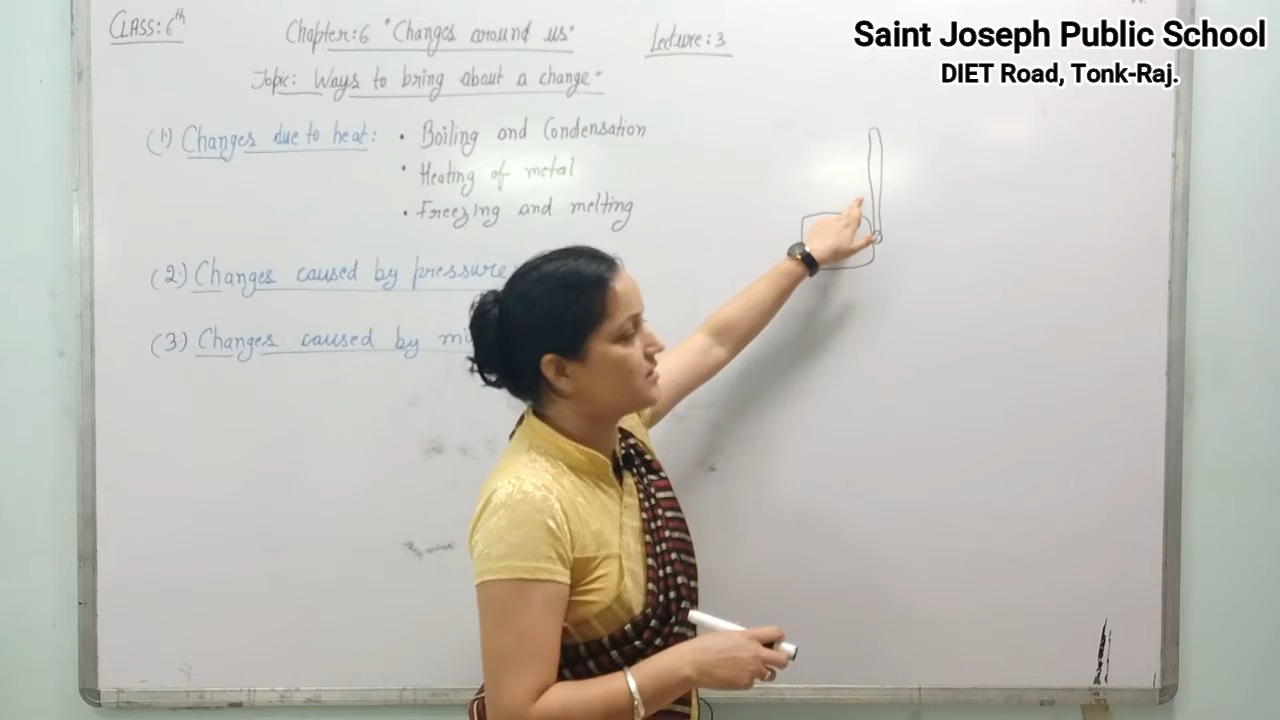 CLASS: 6th
Chapter:6 "Changes around us"
Lecture: 3
Saint Joseph Public School
DIET Road, Tonk-Raj.
Topic: Ways to bring about a change"
(1.) Changes due to heat: • Boiling and Condensation
• Heating of metal
• Freezing and melting
(2.) Changes caused by pressure
(3.) Changes caused by